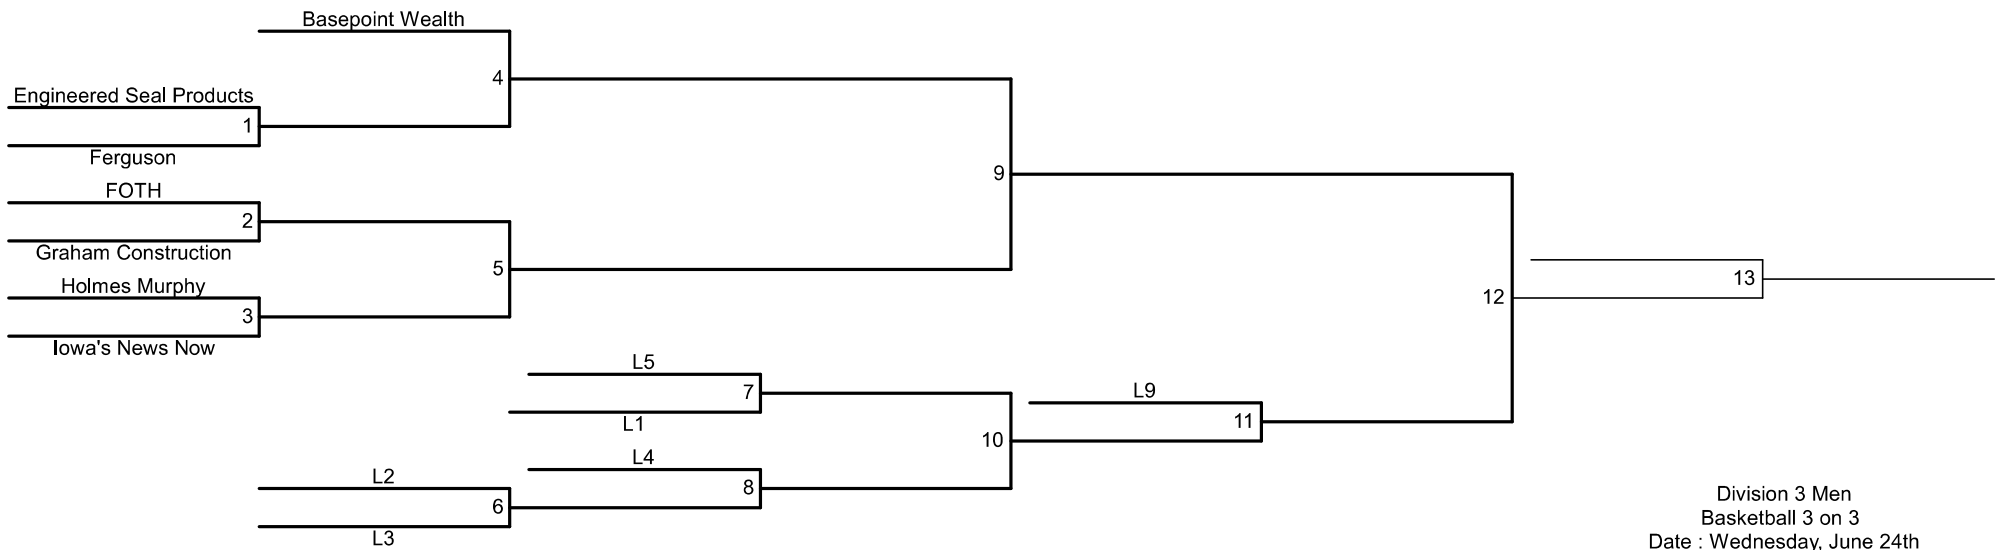 Basepoint Wealth
4
Engineered Seal Products
1
Ferguson
9
FOTH
2
Graham Construction
5
Holmes Murphy
3
Iowa's News Now
12
13
L5
7
L1
L9
11
10
L4
8
L2
6
L3
Division 3 Men
Basketball 3 on 3
Date : Wednesday, June 24th